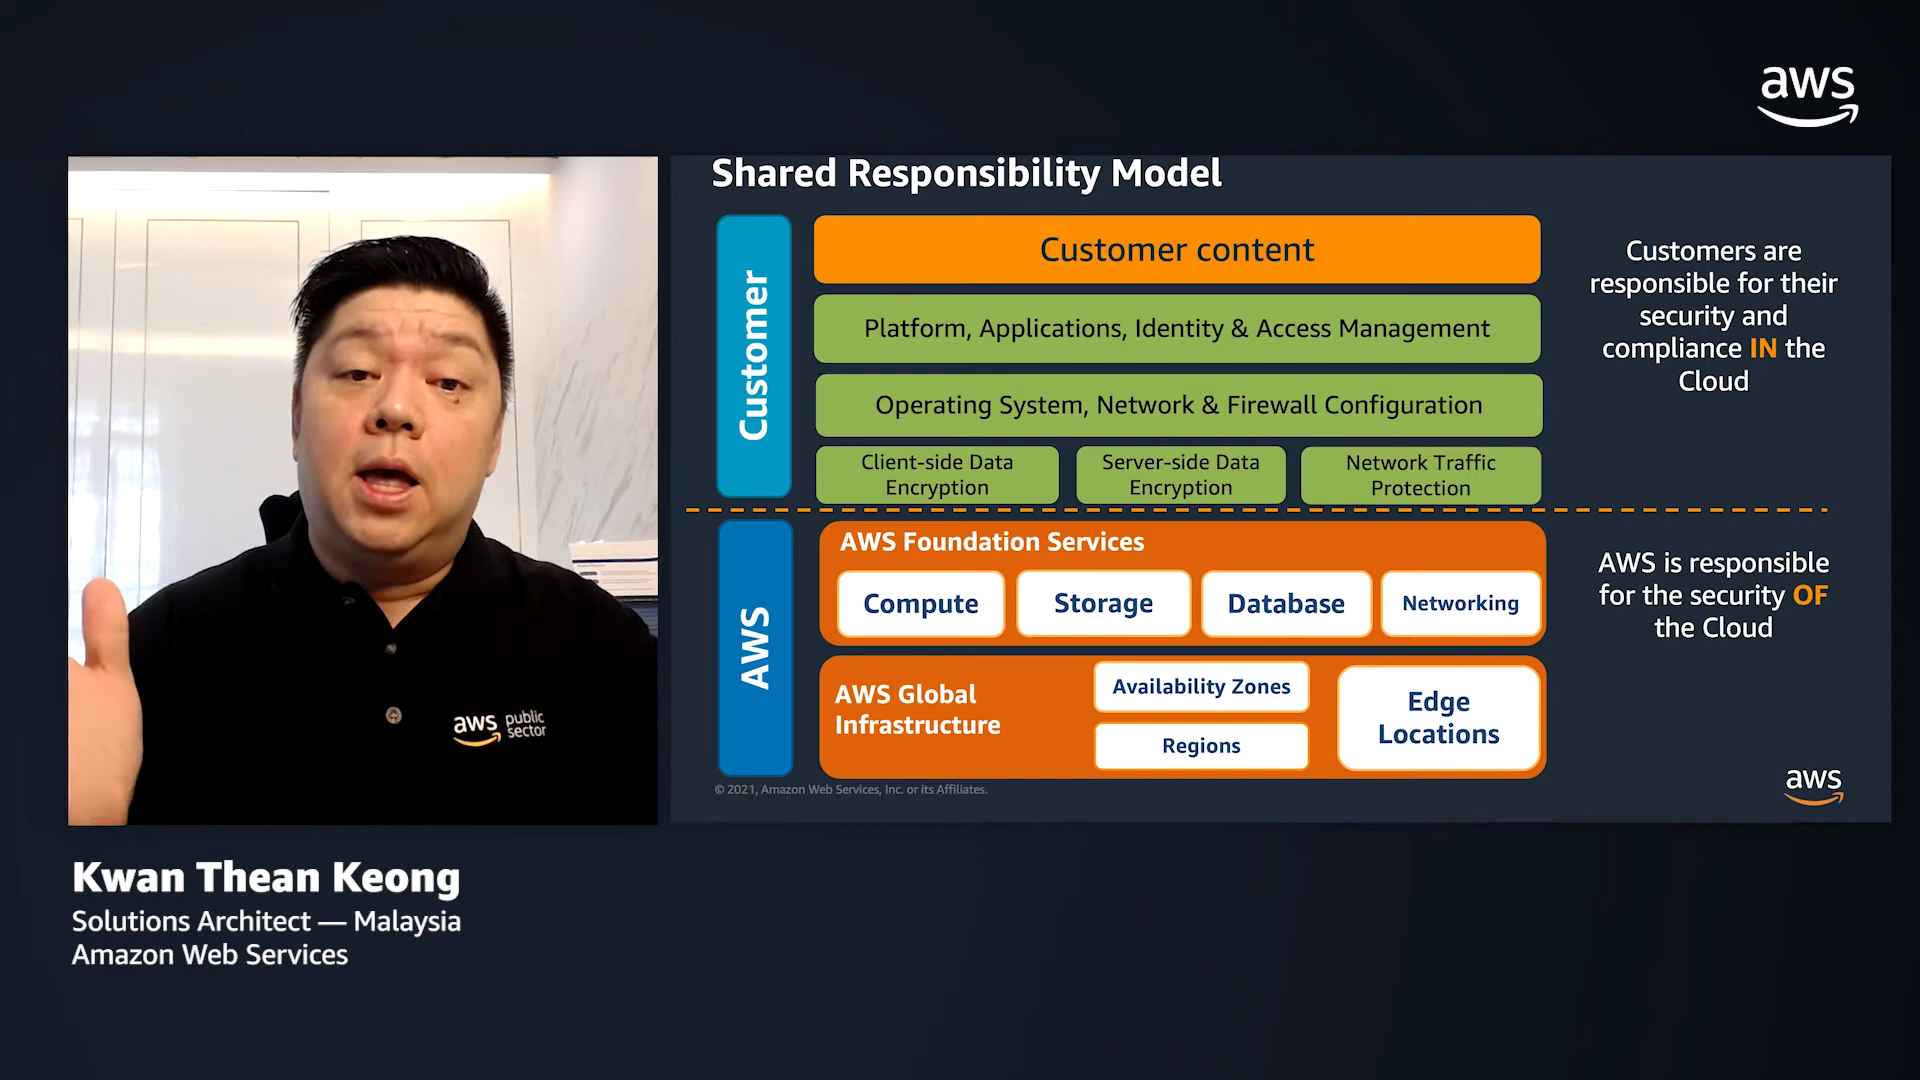 aws
Shared Responsibility Model
Customer
Customer content
Platform, Applications, Identity & Access Management
Operating System, Network & Firewall Configuration
Client-side Data
Encryption
Server-side Data
Encryption
Network Traffic
Protection
Customers are
responsible for their
security and
compliance IN the
Cloud
AWS
AWS Foundation Services
Compute
Storage
Database
Networking
AWS Global
Infrastructure
Availability Zones
Regions
Edge
Locations
AWS is responsible
for the security OF
the Cloud
© 2021, Amazon Web Services, Inc. or its Affiliates.
aws
aws public
sector
Kwan Thean Keong
Solutions Architect — Malaysia
Amazon Web Services